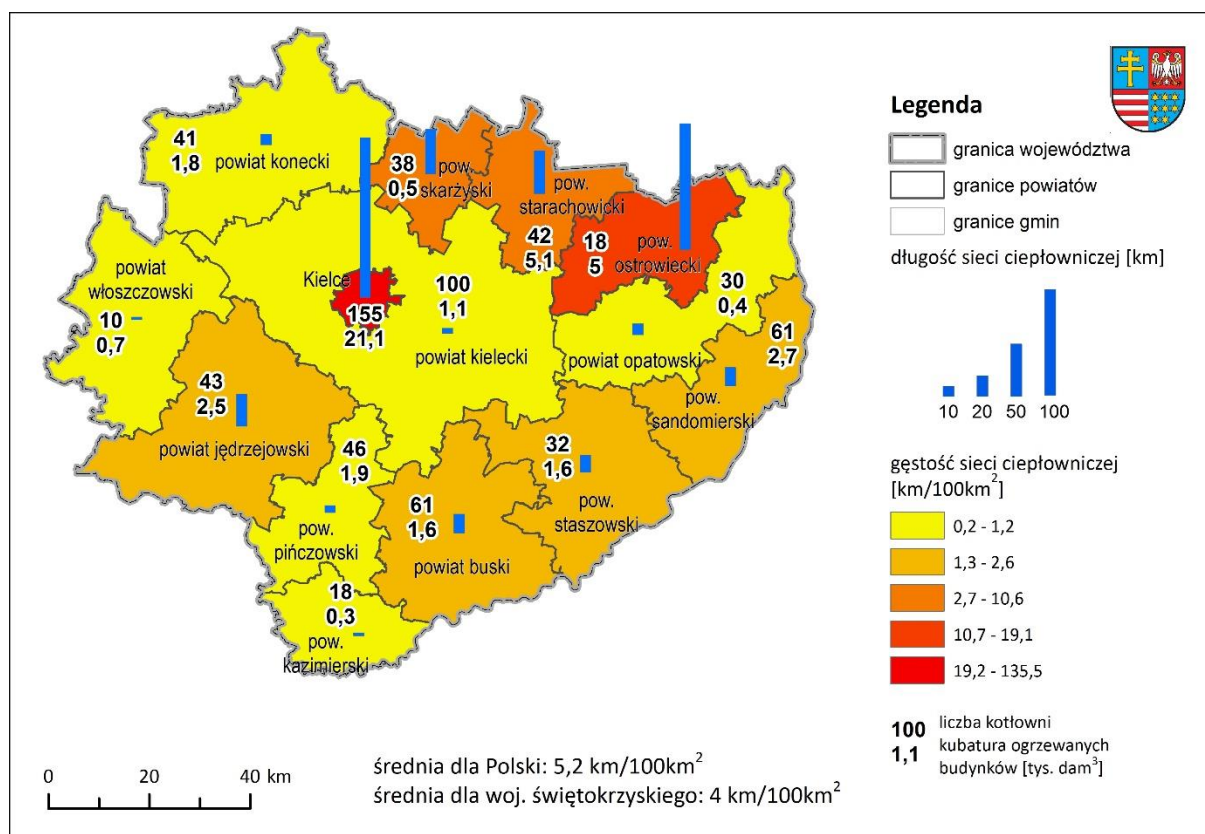 41
1,8
powiat konecki
38
0,5
pow.
skarżyski
pow.
starachowicki
42
5,1
18
5
pow.
ostrowiecki
powiat
włoszczowski
10
0,7
Kielce
155
21,1
100
1,1
powiat kielecki
30
0,4
powiat opatowski
61
2,7
pow.
sandomierski
43
2,5
powiat jędrzejowski
46
1,9
pow.
pińczowski
32
1,6
pow.
staszowski
61
1,6
powiat buski
18
0,3
pow.
kazimierski
0 20 40 km
średnia dla Polski: 5,2 km/100km²
średnia dla woj. świętokrzyskiego: 4 km/100km²
Legenda
granica województwa
granice powiatów
granice gmin
długość sieci ciepłowniczej [km]
10 20 50 100
gęstość sieci ciepłowniczej
[km/100km²]
0,2 - 1,2
1,3 - 2,6
2,7 - 10,6
10,7 - 19,1
19,2 - 135,5
100 liczba kotłowni
1,1 kubatura ogrzewanych
budynków [tys. dam³]